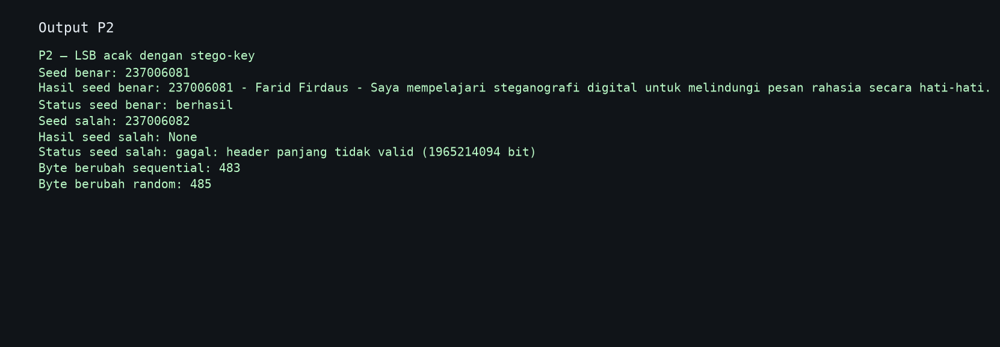 Output P2
P2 — LSB acak dengan stego-key
Seed benar: 237006081
Hasil seed benar: 237006081 - Farid Firdaus - Saya mempelajari steganografi digital untuk melindungi pesan rahasia secara hati-hati.
Status seed benar: berhasil
Seed salah: 237006082
Hasil seed salah: None
Status seed salah: gagal: header panjang tidak valid (1965214094 bit)
Byte berubah sequential: 483
Byte berubah random: 485